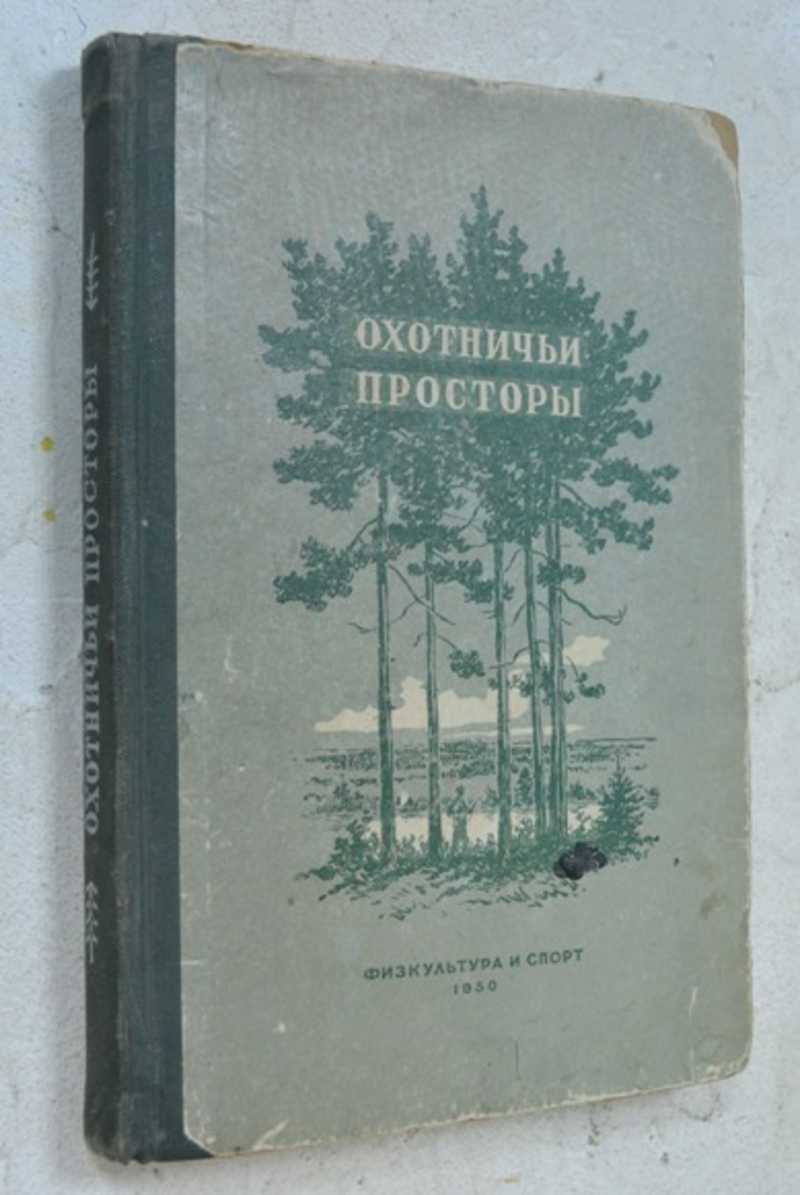 ОХОТНИЧЬИ ПРОСТОРЫ
ОХОТНИЧЬИ
ПРОСТОРЫ
ФИЗКУЛЬТУРА И СПОРТ
1950